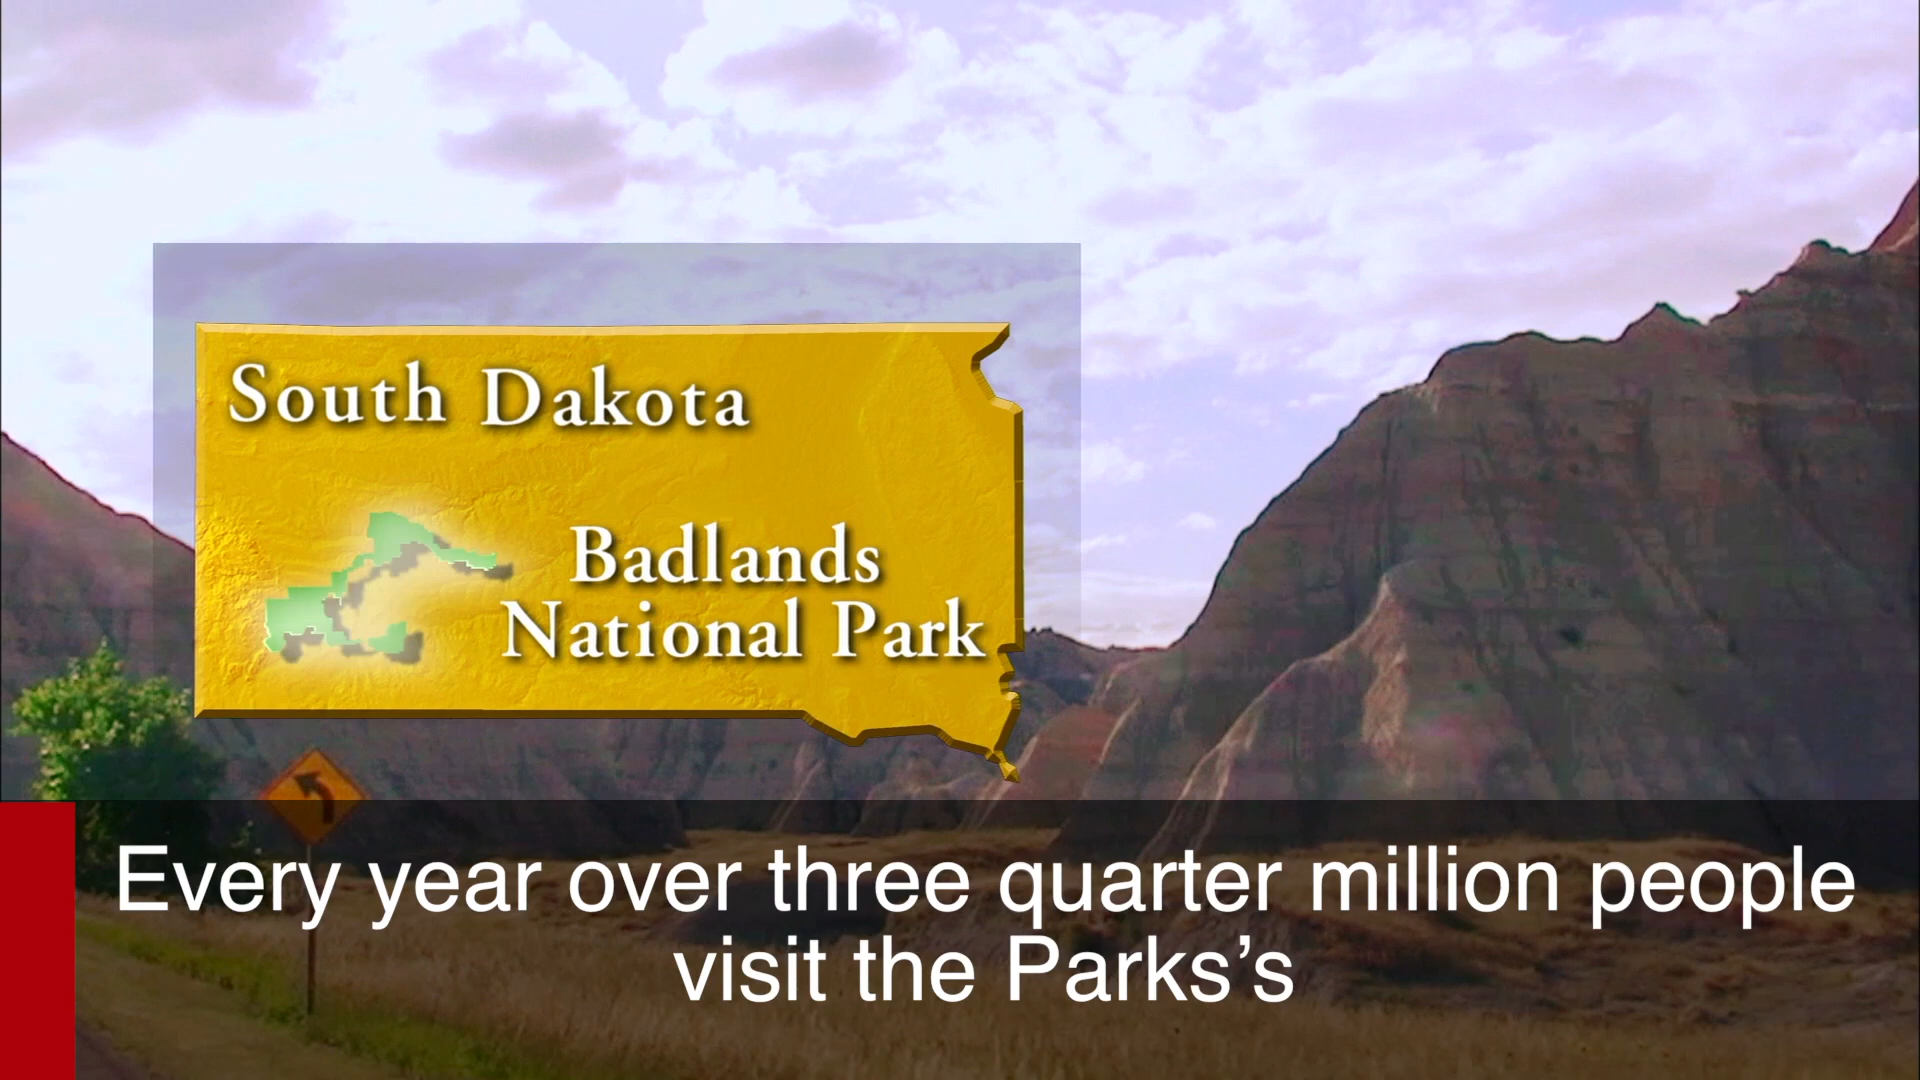 South Dakota
Badlands
National Park
Every year over three quarter million people
visit the Parks’s